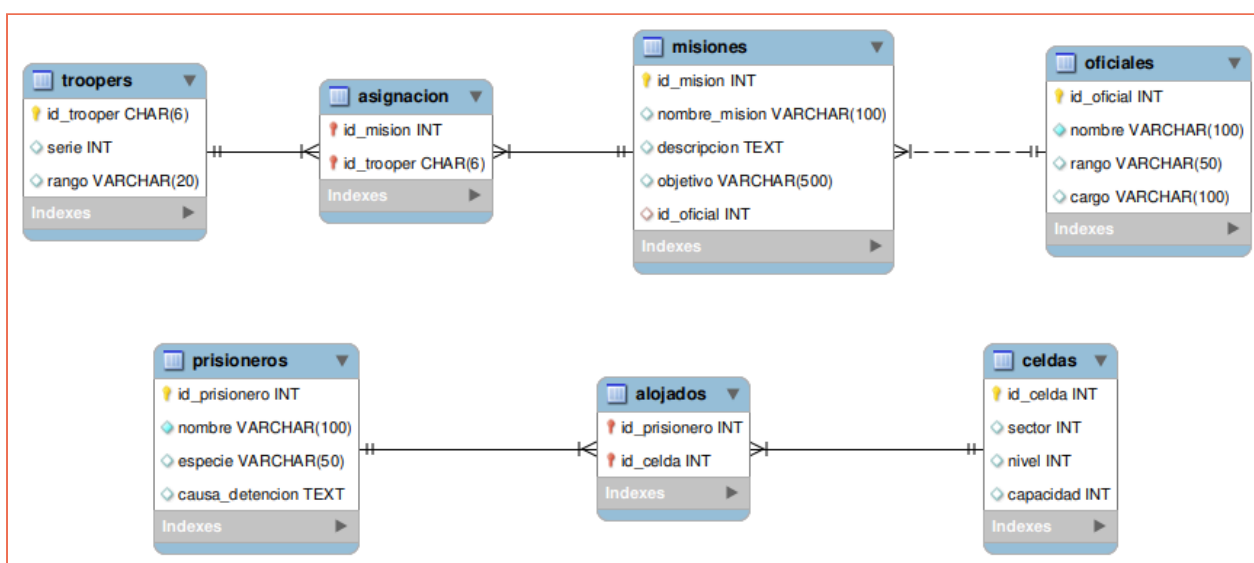 troopers
id_trooper CHAR(6)
serie INT
rango VARCHAR(20)
Indexes
asignacion
id_mision INT
id_trooper CHAR(6)
Indexes
misiones
id_mision INT
nombre_mision VARCHAR(100)
descripcion TEXT
objetivo VARCHAR(500)
id_oficial INT
Indexes
oficiales
id_oficial INT
nombre VARCHAR(100)
rango VARCHAR(50)
cargo VARCHAR(100)
Indexes
prisioneros
id_prisionero INT
nombre VARCHAR(100)
especie VARCHAR(50)
causa_detencion TEXT
Indexes
alojados
id_prisionero INT
id_celda INT
Indexes
celdas
id_celda INT
sector INT
nivel INT
capacidad INT
Indexes